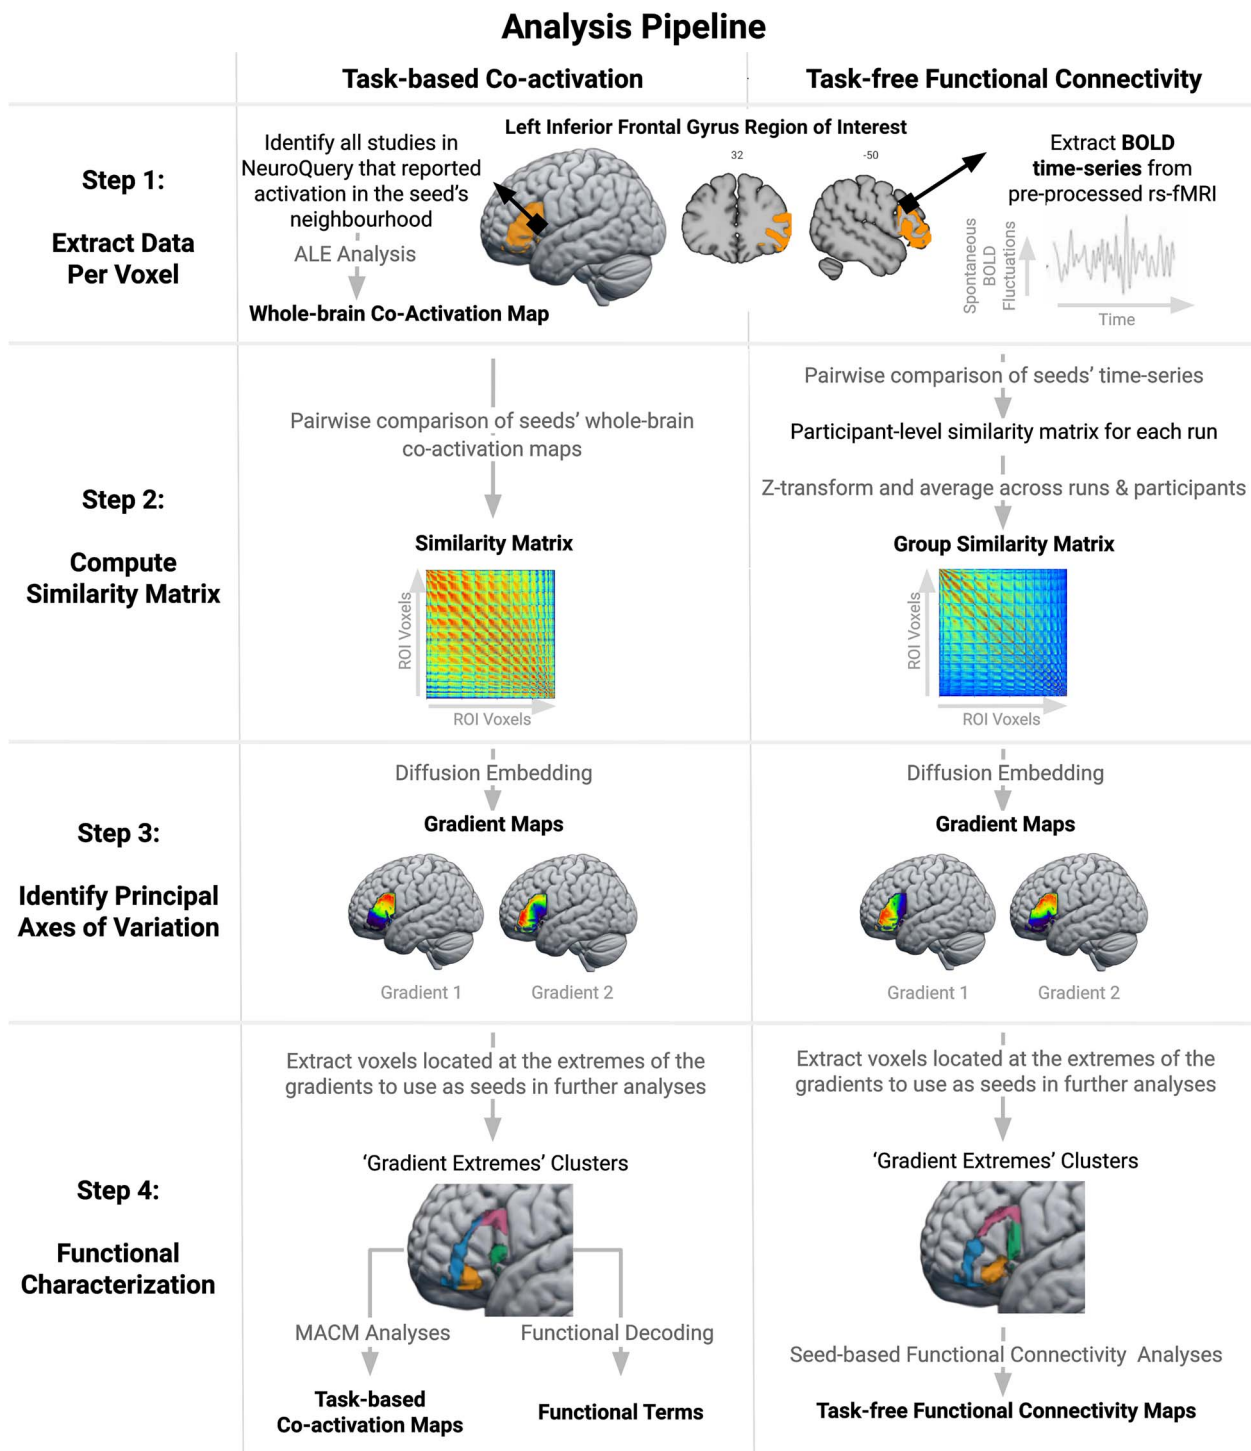 Analysis Pipeline
Task-based Co-activation
Task-free Functional Connectivity
Step 1:
Extract Data
Per Voxel
Identify all studies in
NeuroQuery that reported
activation in the seed's
neighbourhood
ALE Analysis
Whole-brain Co-Activation Map
Left Inferior Frontal Gyrus Region of Interest
32
-50
Extract BOLD
time-series from
pre-processed rs-fMRI
Spontaneous
BOLD
Fluctuations
Time
Step 2:
Compute
Similarity Matrix
Pairwise comparison of seeds' whole-brain
co-activation maps
Similarity Matrix
ROI Voxels
ROI Voxels
Pairwise comparison of seeds' time-series
Participant-level similarity matrix for each run
Z-transform and average across runs & participants
Group Similarity Matrix
ROI Voxels
ROI Voxels
Step 3:
Identify Principal
Axes of Variation
Diffusion Embedding
Gradient Maps
Gradient 1
Gradient 2
Diffusion Embedding
Gradient Maps
Gradient 1
Gradient 2
Step 4:
Functional
Characterization
Extract voxels located at the extremes of the
gradients to use as seeds in further analyses
'Gradient Extremes' Clusters
MACM Analyses
Functional Decoding
Task-based
Co-activation Maps
Functional Terms
Extract voxels located at the extremes of the
gradients to use as seeds in further analyses
'Gradient Extremes' Clusters
Seed-based Functional Connectivity Analyses
Task-free Functional Connectivity Maps